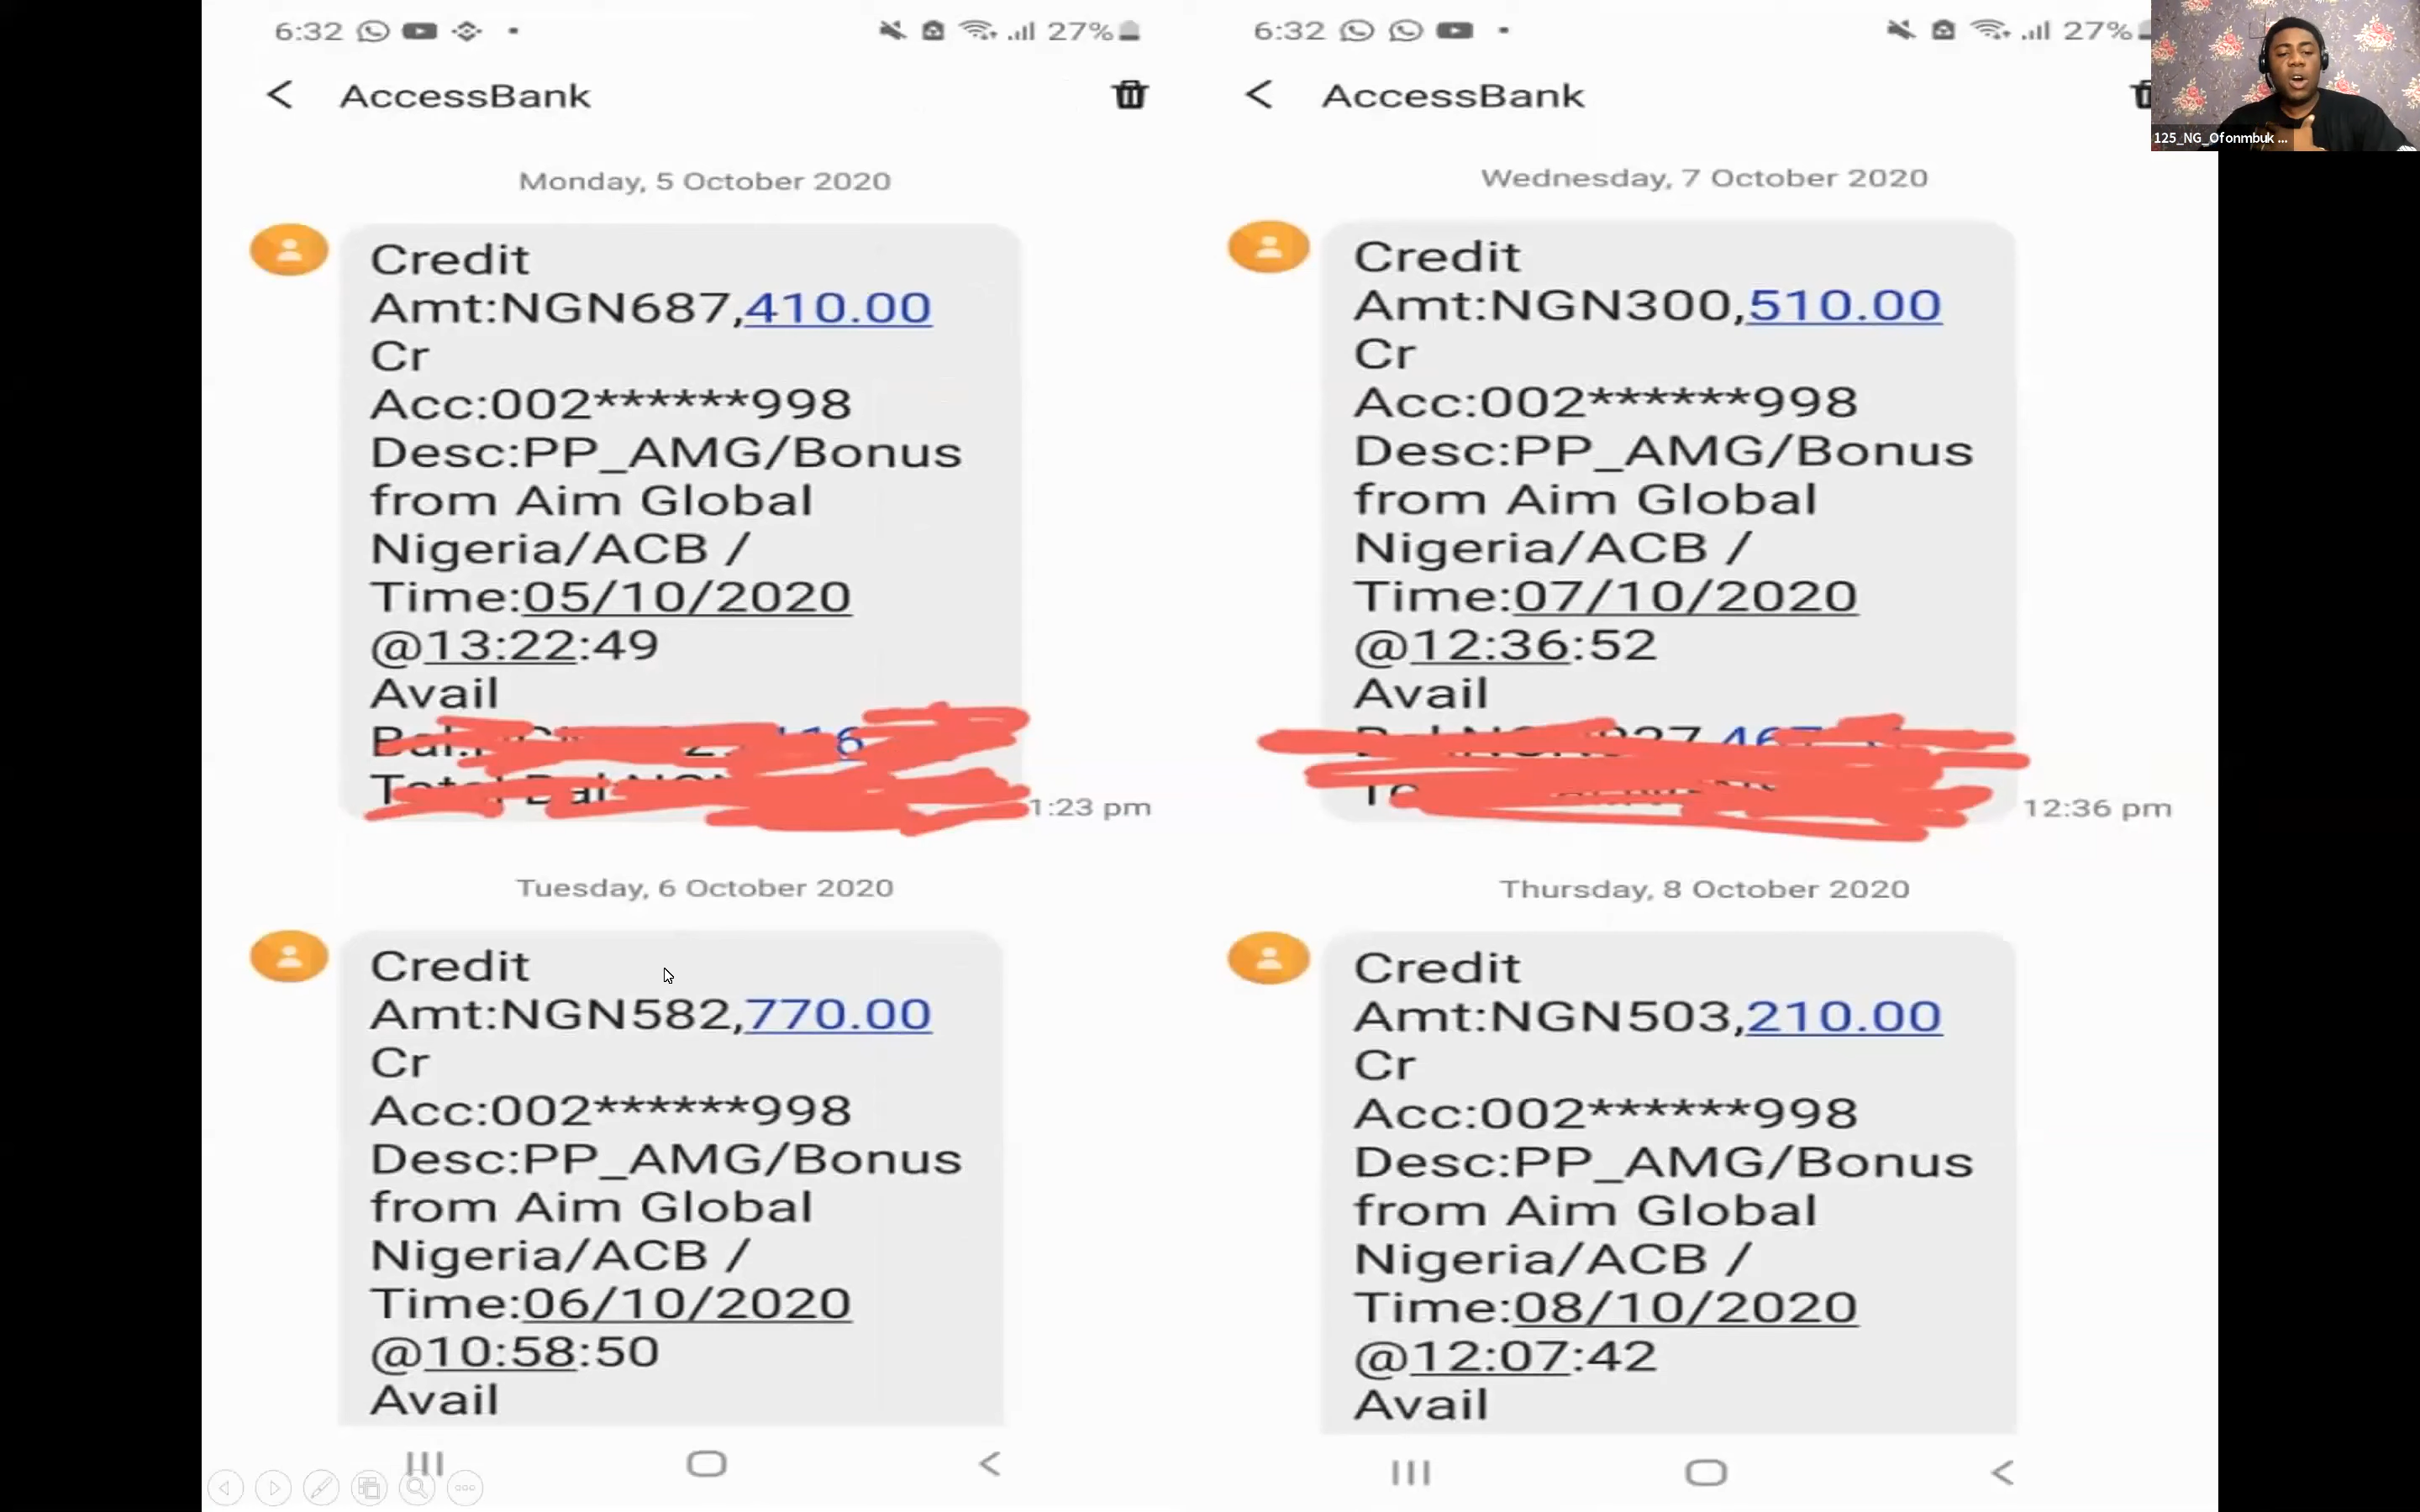 6:32
27%
AccessBank
Monday, 5 October 2020
Credit
Amt:NGN687,410.00
Cr
Acc:002******998
Desc:PP_AMG/Bonus
from Aim Global
Nigeria/ACB /
Time:05/10/2020
@13:22:49
Avail
1:23 pm
Tuesday, 6 October 2020
Credit
Amt:NGN582,770.00
Cr
Acc:002******998
Desc:PP_AMG/Bonus
from Aim Global
Nigeria/ACB /
Time:06/10/2020
@10:58:50
Avail
6:32
27%
AccessBank
Wednesday, 7 October 2020
Credit
Amt:NGN300,510.00
Cr
Acc:002******998
Desc:PP_AMG/Bonus
from Aim Global
Nigeria/ACB /
Time:07/10/2020
@12:36:52
Avail
12:36 pm
Thursday, 8 October 2020
Credit
Amt:NGN503,210.00
Cr
Acc:002******998
Desc:PP_AMG/Bonus
from Aim Global
Nigeria/ACB /
Time:08/10/2020
@12:07:42
Avail
125_NG_Ofonmbuk ...